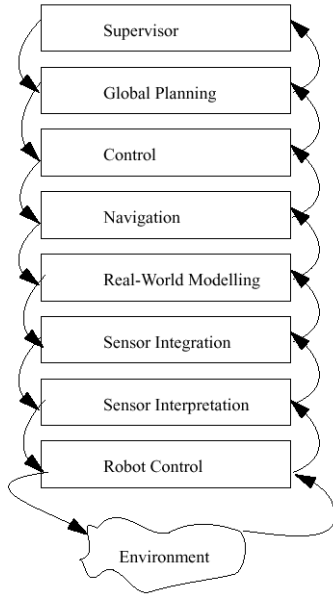 Supervisor
Global Planning
Control
Navigation
Real-World Modelling
Sensor Integration
Sensor Interpretation
Robot Control
Environment